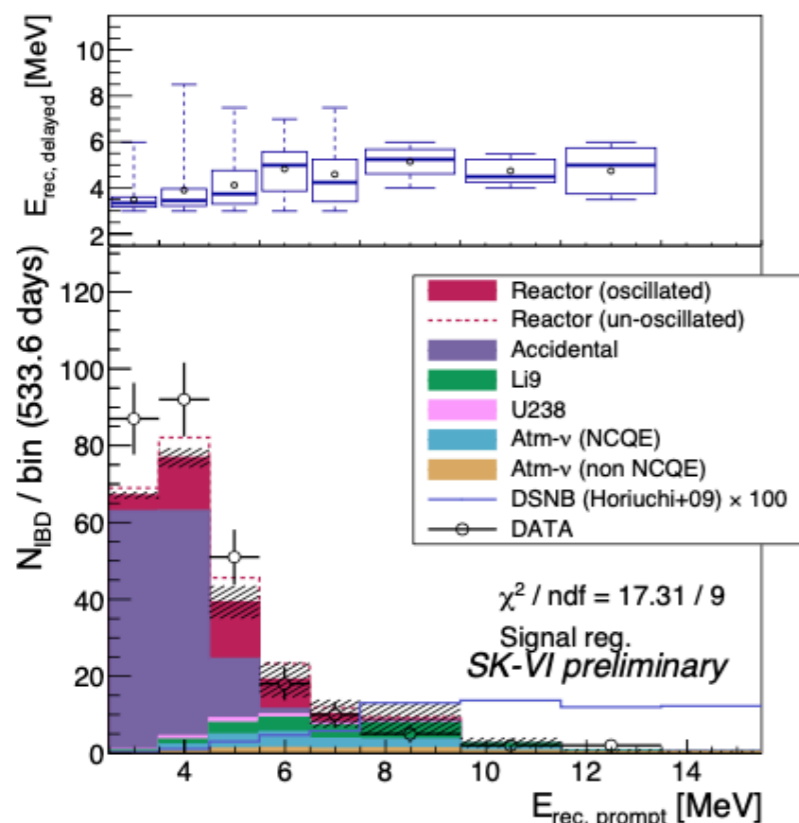 E_rec, delayed [MeV]
10
8
6
4
2
N_IBD / bin (533.6 days)
120
100
80
60
40
20
0
Reactor (oscillated)
Reactor (un-oscillated)
Accidental
Li9
U238
Atm-ν (NCQE)
Atm-ν (non NCQE)
DSNB (Horiuchi+09) × 100
DATA
χ² / ndf = 17.31 / 9
Signal reg.
SK-VI preliminary
4 6 8 10 12 14
E_rec, prompt [MeV]